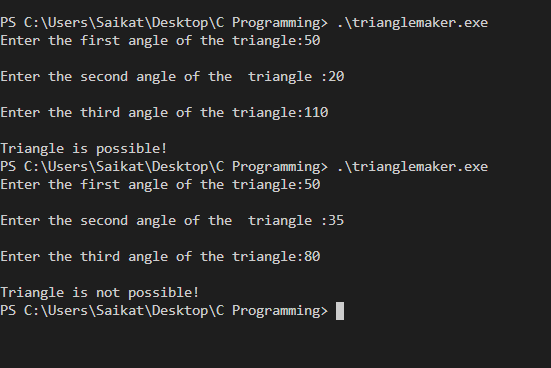 PS C:\Users\Saikat\Desktop\C Programming> .\trianglemaker.exe
Enter the first angle of the triangle:50
Enter the second angle of the  triangle :20
Enter the third angle of the triangle:110
Triangle is possible!
PS C:\Users\Saikat\Desktop\C Programming> .\trianglemaker.exe
Enter the first angle of the triangle:50
Enter the second angle of the  triangle :35
Enter the third angle of the triangle:80
Triangle is not possible!
PS C:\Users\Saikat\Desktop\C Programming>